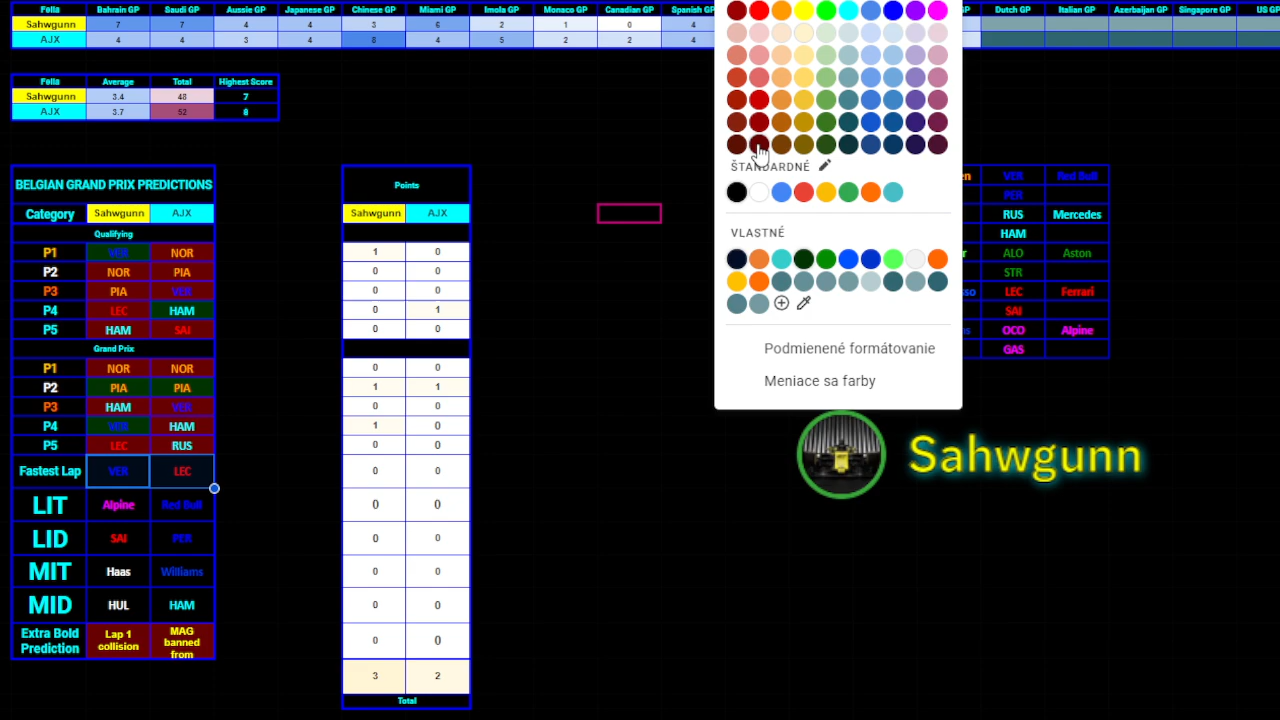 Fella Bahrain GP Saudi GP Aussie GP Japanese GP Chinese GP Miami GP Imola GP Monaco GP Canadian GP Spanish GP GP Dutch GP Italian GP Azerbaijan GP Singapore GP US GP
Sahwgunn 7 7 4 4 3 6 2 1 0 4
AJX 4 4 3 4 8 4 5 2 2 4
Fella Average Total Highest Score
Sahwgunn 3.4 48 7
AJX 3.7 52 8
ŠTANDARDNÉ
VLASTNÉ
Podmienené formátovanie
Meniace sa farby
BELGIAN GRAND PRIX PREDICTIONS
Category Sahwgunn AJX
Qualifying
P1 VER NOR
P2 NOR PIA
P3 PIA VER
P4 LEC HAM
P5 HAM SAI
Grand Prix
P1 NOR NOR
P2 PIA PIA
P3 HAM VER
P4 VER HAM
P5 LEC RUS
Fastest Lap VER LEC
LIT Alpine Red Bull
LID SAI PER
MIT Haas Williams
MID HUL HAM
Extra Bold Prediction Lap 1 collision MAG banned from
Points
Sahwgunn AJX
1 0
0 0
0 0
0 1
0 0
0 0
1 1
0 0
1 0
0 0
0 0
0 0
0 0
0 0
0 0
0 0
3 2
Total
en VER Red Bull
PER
RUS Mercedes
HAM
r ALO Aston
STR
so LEC Ferrari
SAI
s OCO Alpine
GAS
Sahwgunn